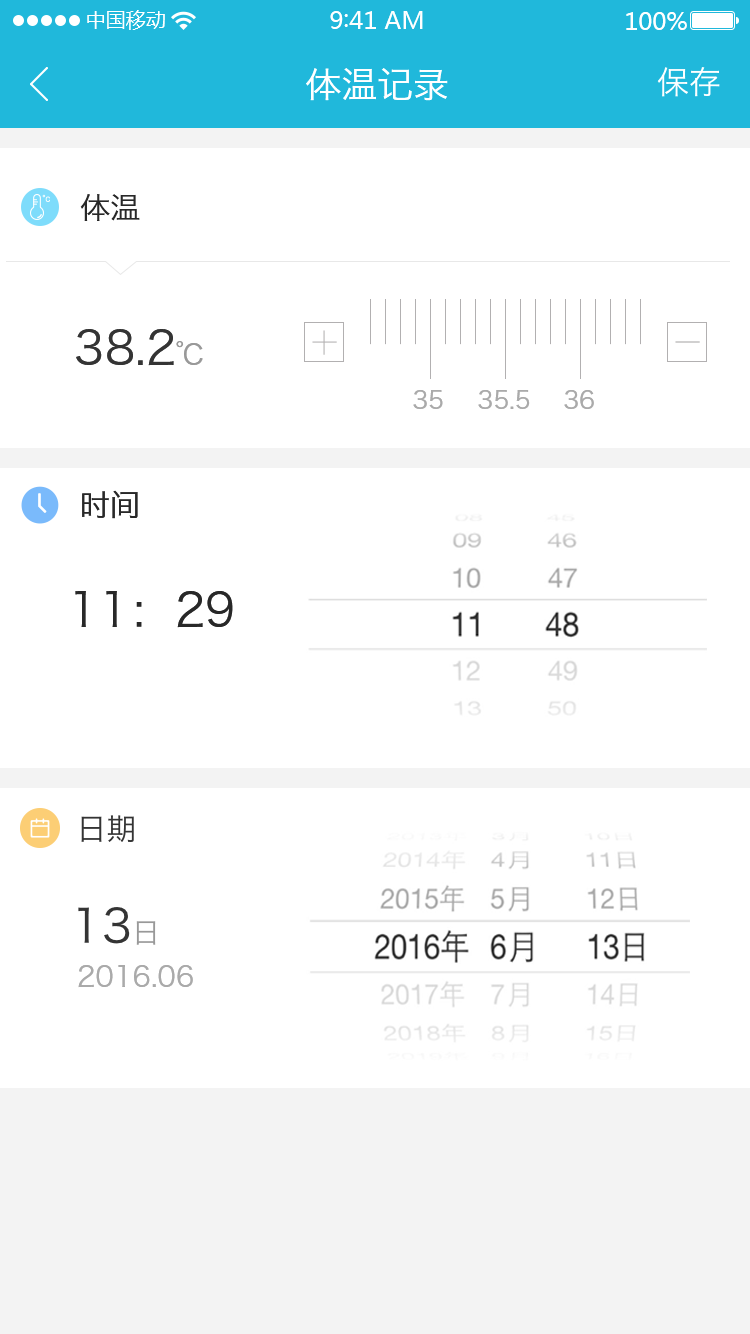 中国移动 9:41 AM 100%
体温记录 保存
体温
38.2℃
35 35.5 36
时间
11： 29
09 46
10 47
11 48
12 49
13 50
日期
13日
2016.06
2014年 4月 11日
2015年 5月 12日
2016年 6月 13日
2017年 7月 14日
2018年 8月 15日